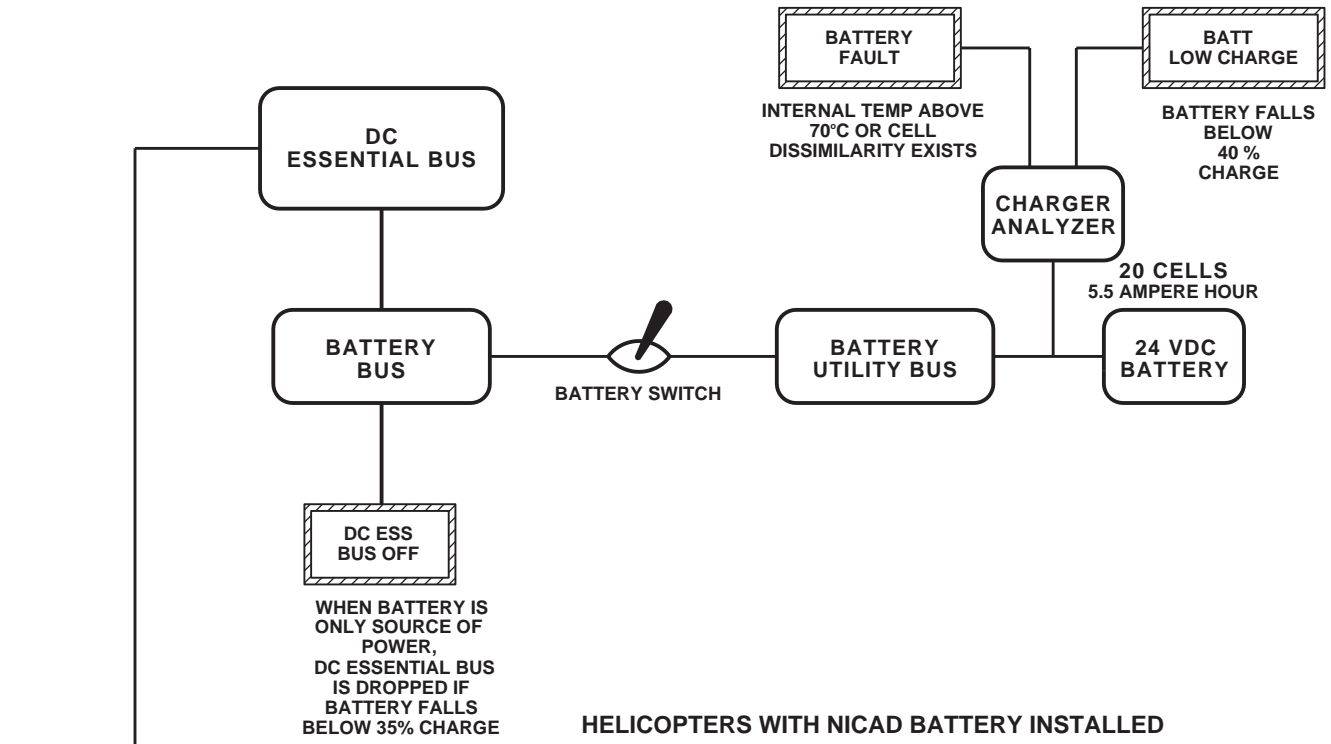 BATTERY
FAULT
BATT
LOW CHARGE
INTERNAL TEMP ABOVE
70°C OR CELL
DISSIMILARITY EXISTS
BATTERY FALLS
BELOW
40 %
CHARGE
DC
ESSENTIAL BUS
CHARGER
ANALYZER
20 CELLS
5.5 AMPERE HOUR
BATTERY
BUS
BATTERY SWITCH
BATTERY
UTILITY BUS
24 VDC
BATTERY
DC ESS
BUS OFF
WHEN BATTERY IS
ONLY SOURCE OF
POWER,
DC ESSENTIAL BUS
IS DROPPED IF
BATTERY FALLS
BELOW 35% CHARGE
HELICOPTERS WITH NICAD BATTERY INSTALLED